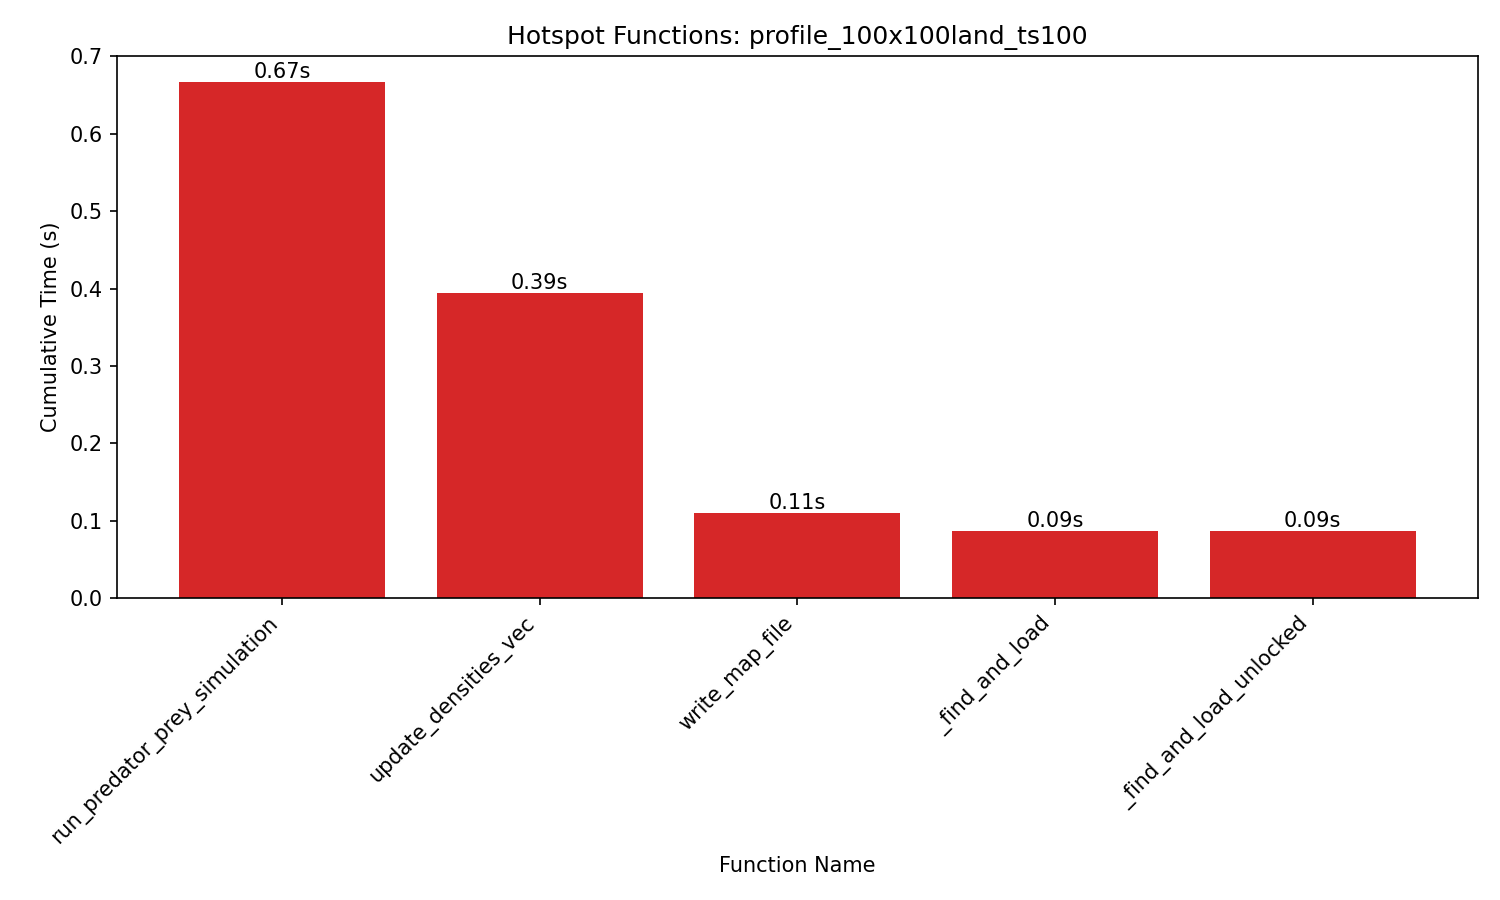 Hotspot Functions: profile_100x100land_ts100
Cumulative Time (s)
0.7
0.6
0.5
0.4
0.3
0.2
0.1
0.0
0.67s
0.39s
0.11s
0.09s
0.09s
run_predator_prey_simulation
update_densities_vec
write_map_file
_find_and_load
_find_and_load_unlocked
Function Name